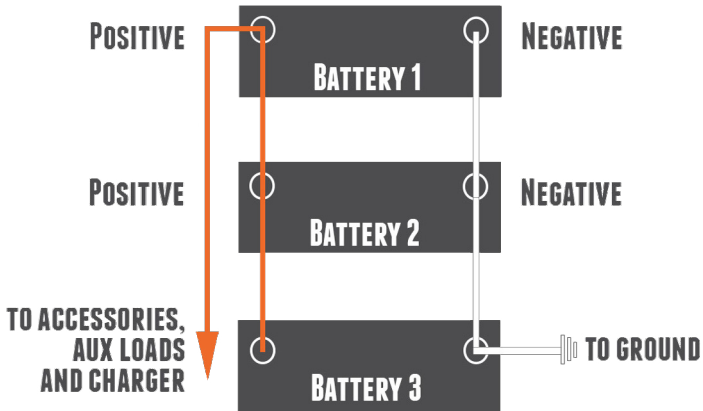 POSITIVE
NEGATIVE
BATTERY 1
POSITIVE
NEGATIVE
BATTERY 2
TO ACCESSORIES,
AUX LOADS
AND CHARGER
TO GROUND
BATTERY 3